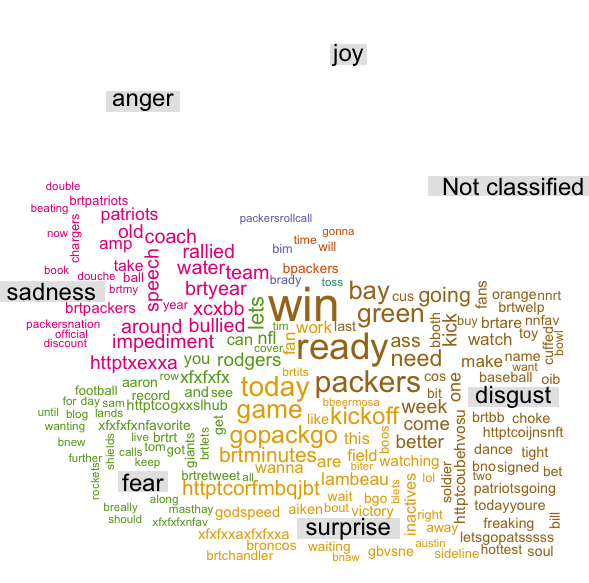 joy
anger
Not classified
double
brtpatriots
beating
patriots
packersrollcall
gonna
now
chargers
old
coach
amp
rallied
bim
time
will
book
douche
take
ball
speech
water
team
bpackers
brady
toss
sadness
brtmy
brtyear
lets
win
bay
cus
going
fans
orange
nnrt
brtpackers
year
xcxbb
green
brtwelp
packersnation
around
bullied
tim
work
last
bboth
kick
buy
brtare
nnfav
official
discount
impediment
can
nfl
fan
ready
ass
watch
toy
cuffed
bowl
httptxexxa
you
rodgers
cover
need
make
name
want
aaron
row
xfxfxfx
brtits
today
packers
cos
one
baseball
oib
football
record
and
see
bbeermosa
bit
disgust
for
day
sam
httptcogxxslhub
game
like
kickoff
week
until
blog
lands
get
come
brtbb
choke
wanting
xfxfxfxnfavorite
gopackgo
this
boos
better
httptcoubehvosu
httptcoijnsnft
bnew
shields
live
brtrt
brtlets
brtminutes
are
field
watching
dance
tight
further
calls
tom
got
giants
wanna
biter
soldier
bno
signed
bet
rockets
keep
brtretweet
all
lambeau
lol
two
fear
httptcorfmbqjbt
wait
bgo
blets
inactives
patriotsgoing
along
masthay
godspeed
aiken
bout
victory
right
todayyoure
breally
should
xfxfxfxnfav
surprise
away
freaking
bill
xfxfxxaxfxfxxa
broncos
waiting
gbvsne
austin
letsgopatsssss
brtchandler
bnaw
sideline
hottest
soul